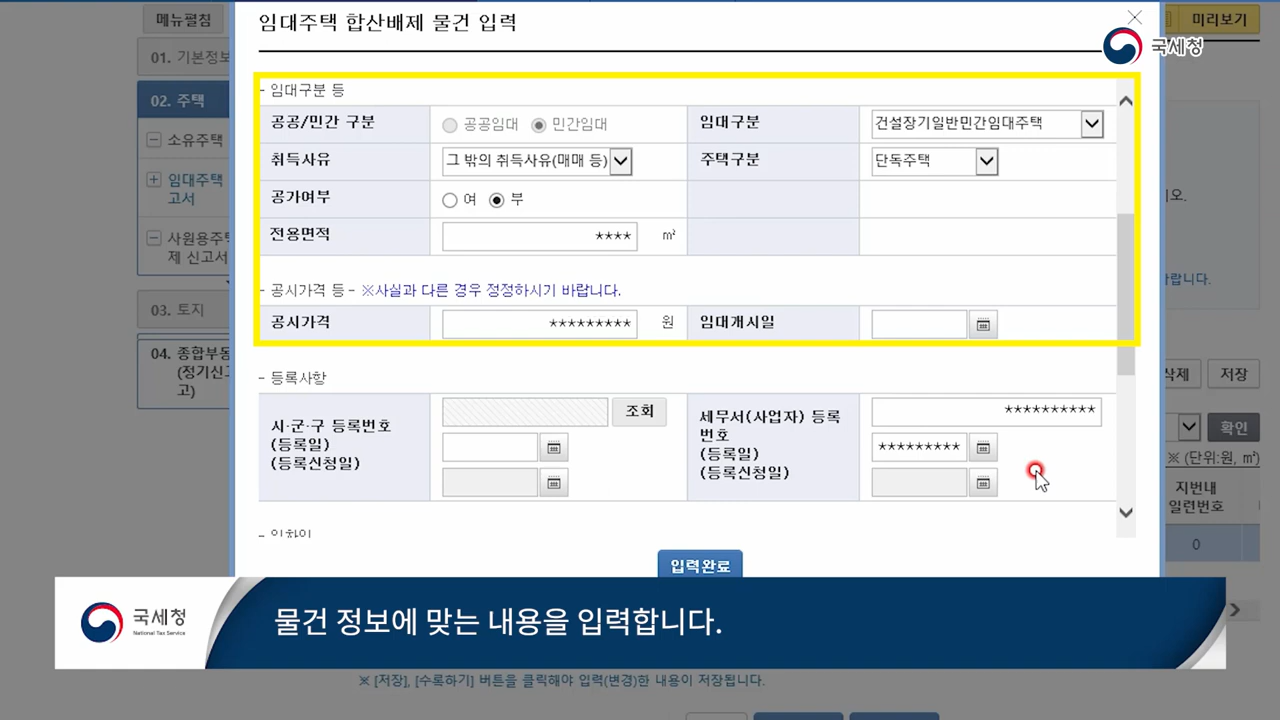 메뉴펼침
임대주택 합산배제 물건 입력
미리보기
국세청
01. 기본정보
02. 주택
소유주택
임대주택
고서
사원용주택
제 신고서
03. 토지
04. 종합부동
(정기신고
고)
- 임대구분 등
공공/민간 구분 공공임대 민간임대 임대구분 건설장기일반민간임대주택
취득사유 그 밖의 취득사유(매매 등) 주택구분 단독주택
공가여부 여 부
전용면적 **** ㎡
- 공시가격 등 - ※사실과 다른 경우 정정하시기 바랍니다.
공시가격 ********* 원 임대개시일
- 등록사항
시·군·구 등록번호
(등록일)
(등록신청일)
조회
세무서(사업자) 등록
번호
(등록일)
(등록신청일)
**********
*********
입력완료
오.
바랍니다.
삭제 저장
확인
※ (단위:원, ㎡)
지번내
일련번호
0
국세청
National Tax Service
물건 정보에 맞는 내용을 입력합니다.
※ [저장], [수록하기] 버튼을 클릭해야 입력(변경)한 내용이 저장됩니다.